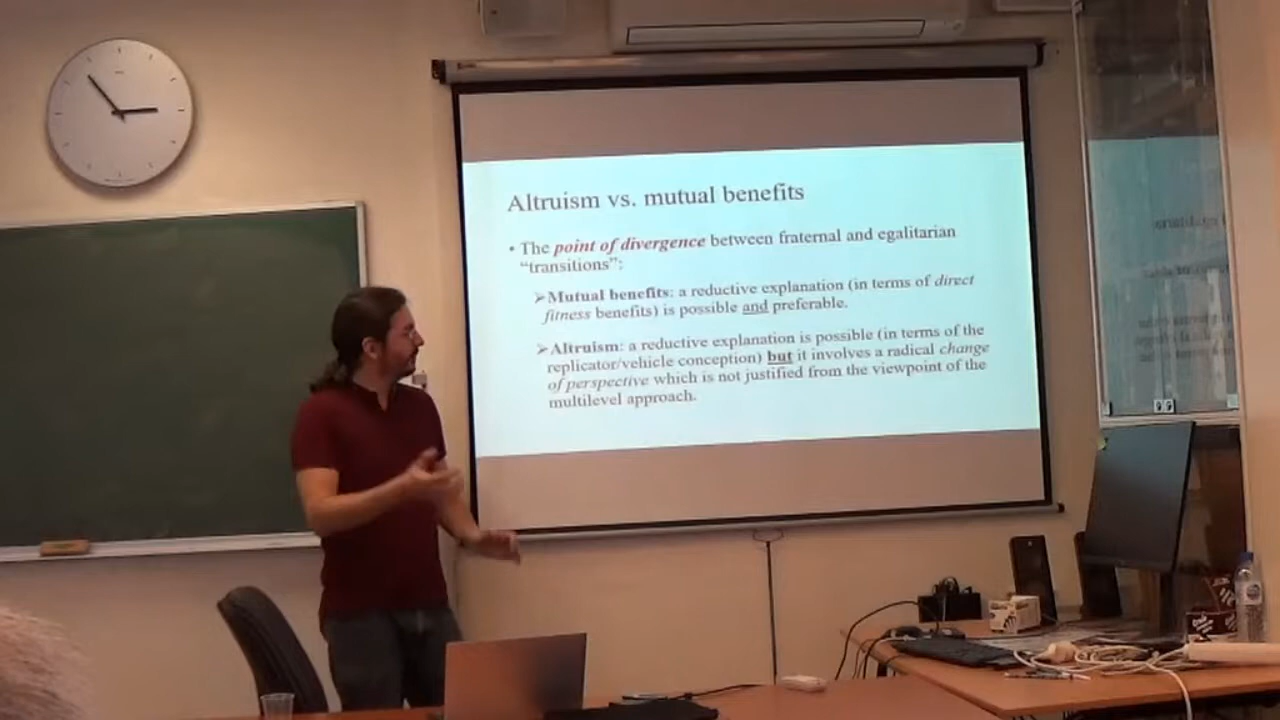 Altruism vs. mutual benefits
• The point of divergence between fraternal and egalitarian
“transitions”:
➢Mutual benefits: a reductive explanation (in terms of direct
fitness benefits) is possible and preferable.
➢Altruism: a reductive explanation is possible (in terms of the
replicator/vehicle conception) but it involves a radical change
of perspective which is not justified from the viewpoint of the
multilevel approach.